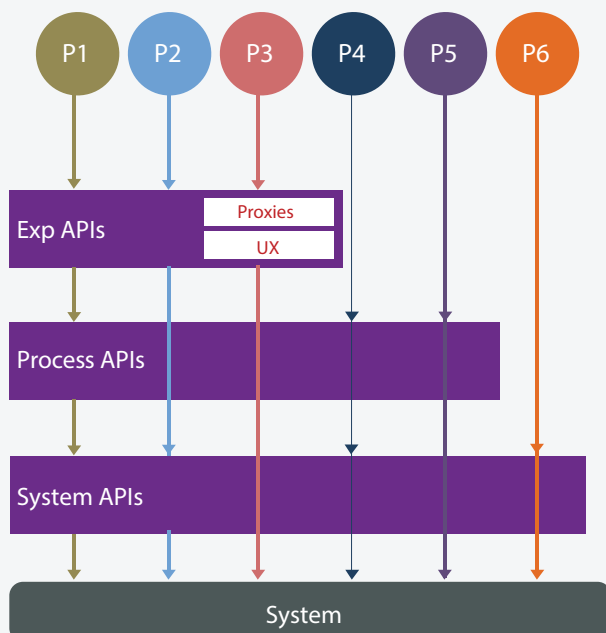 P1 P2 P3 P4 P5 P6
Proxies
Exp APIs
UX
Process APIs
System APIs
System